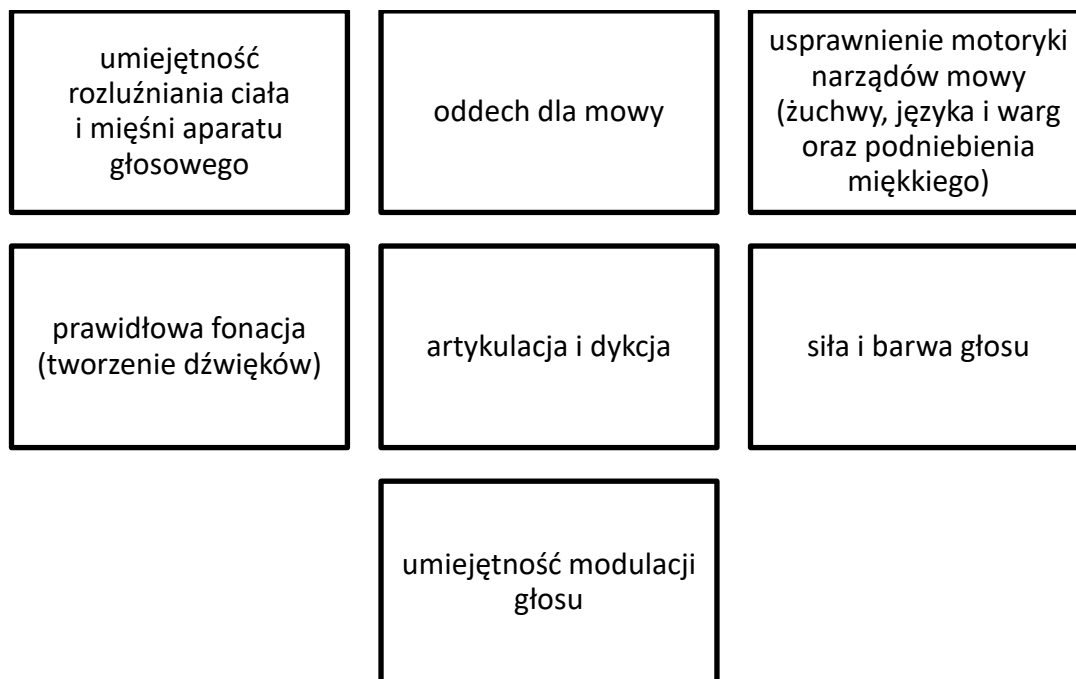 umiejętność
rozluźniania ciała
i mięśni aparatu
głosowego
oddech dla mowy
usprawnienie motoryki
narządów mowy
(żuchwy, języka i warg
oraz podniebienia
miękkiego)
prawidłowa fonacja
(tworzenie dźwięków)
artykulacja i dykcja
siła i barwa głosu
umiejętność modulacji
głosu